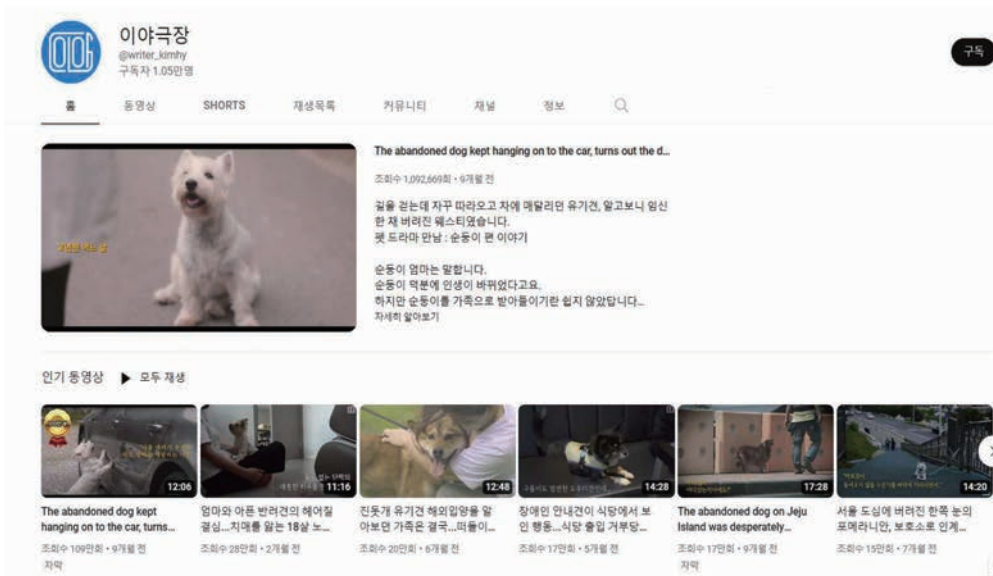 이야극장
@writer_kimhy
구독자 1.05만명
구독
홈 동영상 SHORTS 재생목록 커뮤니티 채널 정보
The abandoned dog kept hanging on to the car, turns out the d...
조회수 1,092,669회 • 9개월 전
길을 걷는데 자꾸 따라오고 차에 매달리던 유기견, 알고보니 임신
한 채 버려진 웨스티였습니다.
펫 드라마 만남 : 순둥이 편 이야기
순둥이 엄마는 말합니다.
순둥이 덕분에 인생이 바뀌었다고요.
하지만 순둥이를 가족으로 받아들이기란 쉽지 않았답니다...
자세히 알아보기
인기 동영상 ▶ 모두 재생
12:06
The abandoned dog kept
hanging on to the car, turns...
조회수 109만회 • 9개월 전
자막
11:16
엄마와 아픈 반려견의 헤어질
결심...치매를 앓는 18살 노...
조회수 28만회 • 2개월 전
12:48
진돗개 유기견 해외입양을 알
아보던 가족은 결국...떠돌이...
조회수 20만회 • 6개월 전
14:28
장애인 안내견이 식당에서 보
인 행동...식당 출입 거부당...
조회수 17만회 • 5개월 전
17:28
The abandoned dog on Jeju
Island was desperately...
조회수 17만회 • 9개월 전
자막
14:20
서울 도심에 버려진 한쪽 눈의
포메라니안, 보호소로 인계...
조회수 15만회 • 7개월 전